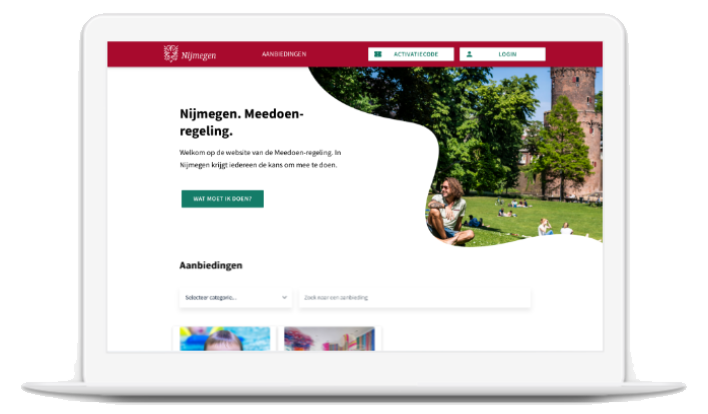 Nijmegen
AANBIEDINGEN
ACTIVATIECODE
LOGIN
Nijmegen. Meedoen-
regeling.
Welkom op de website van de Meedoen-regeling. In
Nijmegen krijgt iedereen de kans om mee te doen.
WAT MOET IK DOEN?
Aanbiedingen
Selecteer categorie...
Zoek naar een aanbieding